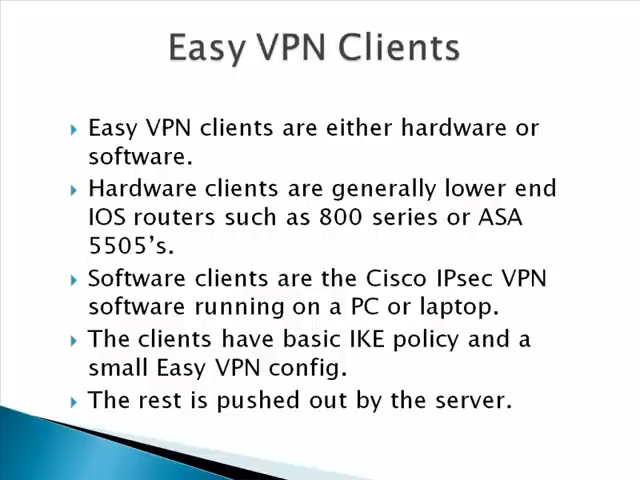 Easy VPN Clients
Easy VPN clients are either hardware or
software.
Hardware clients are generally lower end
IOS routers such as 800 series or ASA
5505's.
Software clients are the Cisco IPsec VPN
software running on a PC or laptop.
The clients have basic IKE policy and a
small Easy VPN config.
The rest is pushed out by the server.